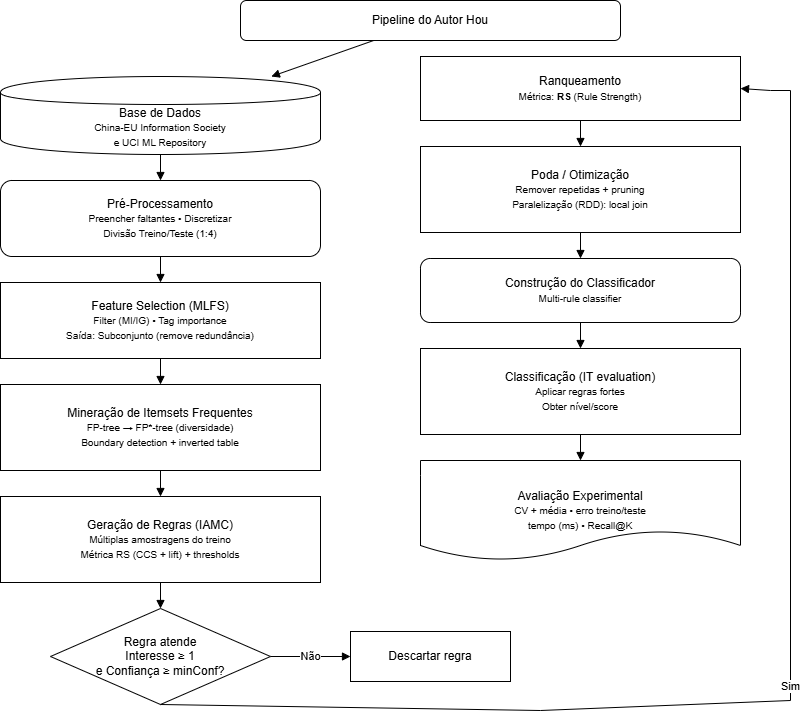 Pipeline do Autor Hou
Base de Dados
China-EU Information Society
e UCI ML Repository
Pré-Processamento
Preencher faltantes • Discretizar
Divisão Treino/Teste (1:4)
Feature Selection (MLFS)
Filter (MI/IG) • Tag importance
Saída: Subconjunto (remove redundância)
Mineração de Itemsets Frequentes
FP-tree → FP*-tree (diversidade)
Boundary detection + inverted table
Geração de Regras (IAMC)
Múltiplas amostragens do treino
Métrica RS (CCS + lift) + thresholds
Regra atende
Interesse ≥ 1
e Confiança ≥ minConf?
Não
Descartar regra
Sim
Ranqueamento
Métrica: RS (Rule Strength)
Poda / Otimização
Remover repetidas + pruning
Paralelização (RDD): local join
Construção do Classificador
Multi-rule classifier
Classificação (IT evaluation)
Aplicar regras fortes
Obter nível/score
Avaliação Experimental
CV + média • erro treino/teste
tempo (ms) • Recall@K